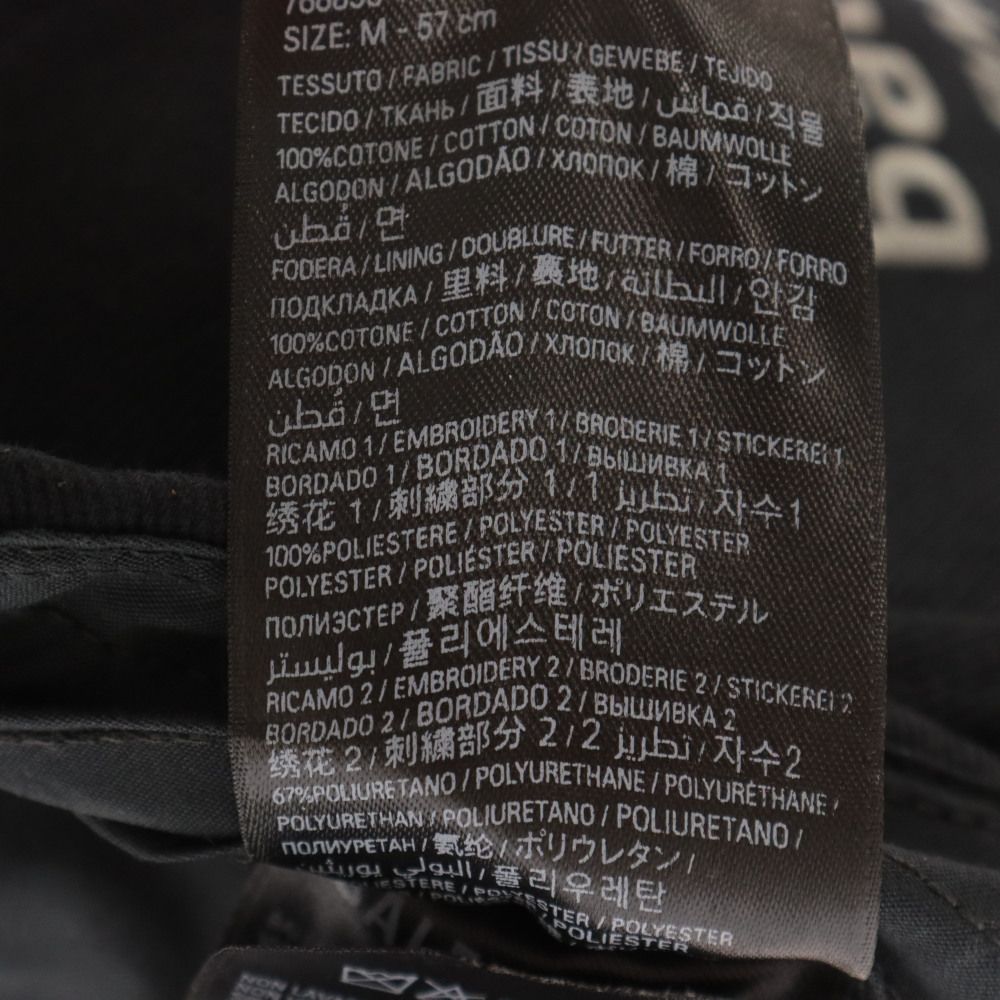 SIZE: M - 57 cm
TESSUTO / FABRIC / TISSU / GEWEBE / TEJIDO
TECIDO / ТКАНЬ / 面料 / 表地 / قماش / 직물
100%COTONE / COTTON / COTON / BAUMWOLLE
ALGODON / ALGODÃO / ХЛОПОК / 棉 / コットン
قُطن / 면
FODERA / LINING / DOUBLURE / FUTTER / FORRO / FORRO
ПОДКЛАДКА / 里料 / 裏地 / البطانة / 안감
100%COTONE / COTTON / COTON / BAUMWOLLE
ALGODON / ALGODÃO / ХЛОПОК / 棉 / コットン
قُطن / 면
RICAMO 1 / EMBROIDERY 1 / BRODERIE 1 / STICKEREI 1
BORDADO 1 / BORDADO 1 / ВЫШИВКА 1
绣花 1 / 刺繍部分 1 / 1 تطريز / 자수 1
100%POLIESTERE / POLYESTER / POLYESTER
POLYESTER / POLIÉSTER / POLIÉSTER
ПОЛИЭСТЕР / 聚酯纤维 / ポリエステル
بوليستر / 폴리에스테레
RICAMO 2 / EMBROIDERY 2 / BRODERIE 2 / STICKEREI 2
BORDADO 2 / BORDADO 2 / ВЫШИВКА 2
绣花 2 / 刺繍部分 2 / 2 تطريز / 자수 2
67%POLIURETANO / POLYURETHANE / POLYURÉTHANE /
POLYURETHAN / POLIURETANO / POLIURETANO /
ПОЛИУРЕТАН / 氨纶 / ポリウレタン /
البولي / 폴리우레탄
POLYESTER
POLIESTER
NON